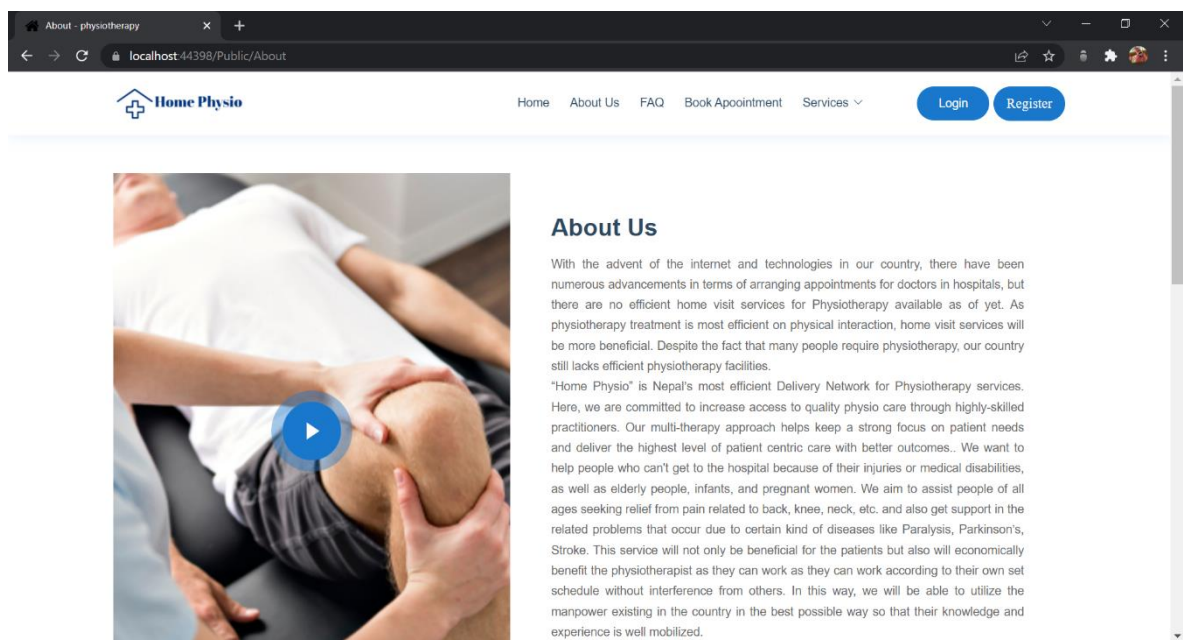 About - physiotherapy
localhost:44398/Public/About
Home Physio
Home About Us FAQ Book Apoointment Services Login Register
About Us
With the advent of the internet and technologies in our country, there have been
numerous advancements in terms of arranging appointments for doctors in hospitals, but
there are no efficient home visit services for Physiotherapy available as of yet. As
physiotherapy treatment is most efficient on physical interaction, home visit services will
be more beneficial. Despite the fact that many people require physiotherapy, our country
still lacks efficient physiotherapy facilities.
“Home Physio” is Nepal's most efficient Delivery Network for Physiotherapy services.
Here, we are committed to increase access to quality physio care through highly-skilled
practitioners. Our multi-therapy approach helps keep a strong focus on patient needs
and deliver the highest level of patient centric care with better outcomes.. We want to
help people who can't get to the hospital because of their injuries or medical disabilities,
as well as elderly people, infants, and pregnant women. We aim to assist people of all
ages seeking relief from pain related to back, knee, neck, etc. and also get support in the
related problems that occur due to certain kind of diseases like Paralysis, Parkinson's,
Stroke. This service will not only be beneficial for the patients but also will economically
benefit the physiotherapist as they can work as they can work according to their own set
schedule without interference from others. In this way, we will be able to utilize the
manpower existing in the country in the best possible way so that their knowledge and
experience is well mobilized.